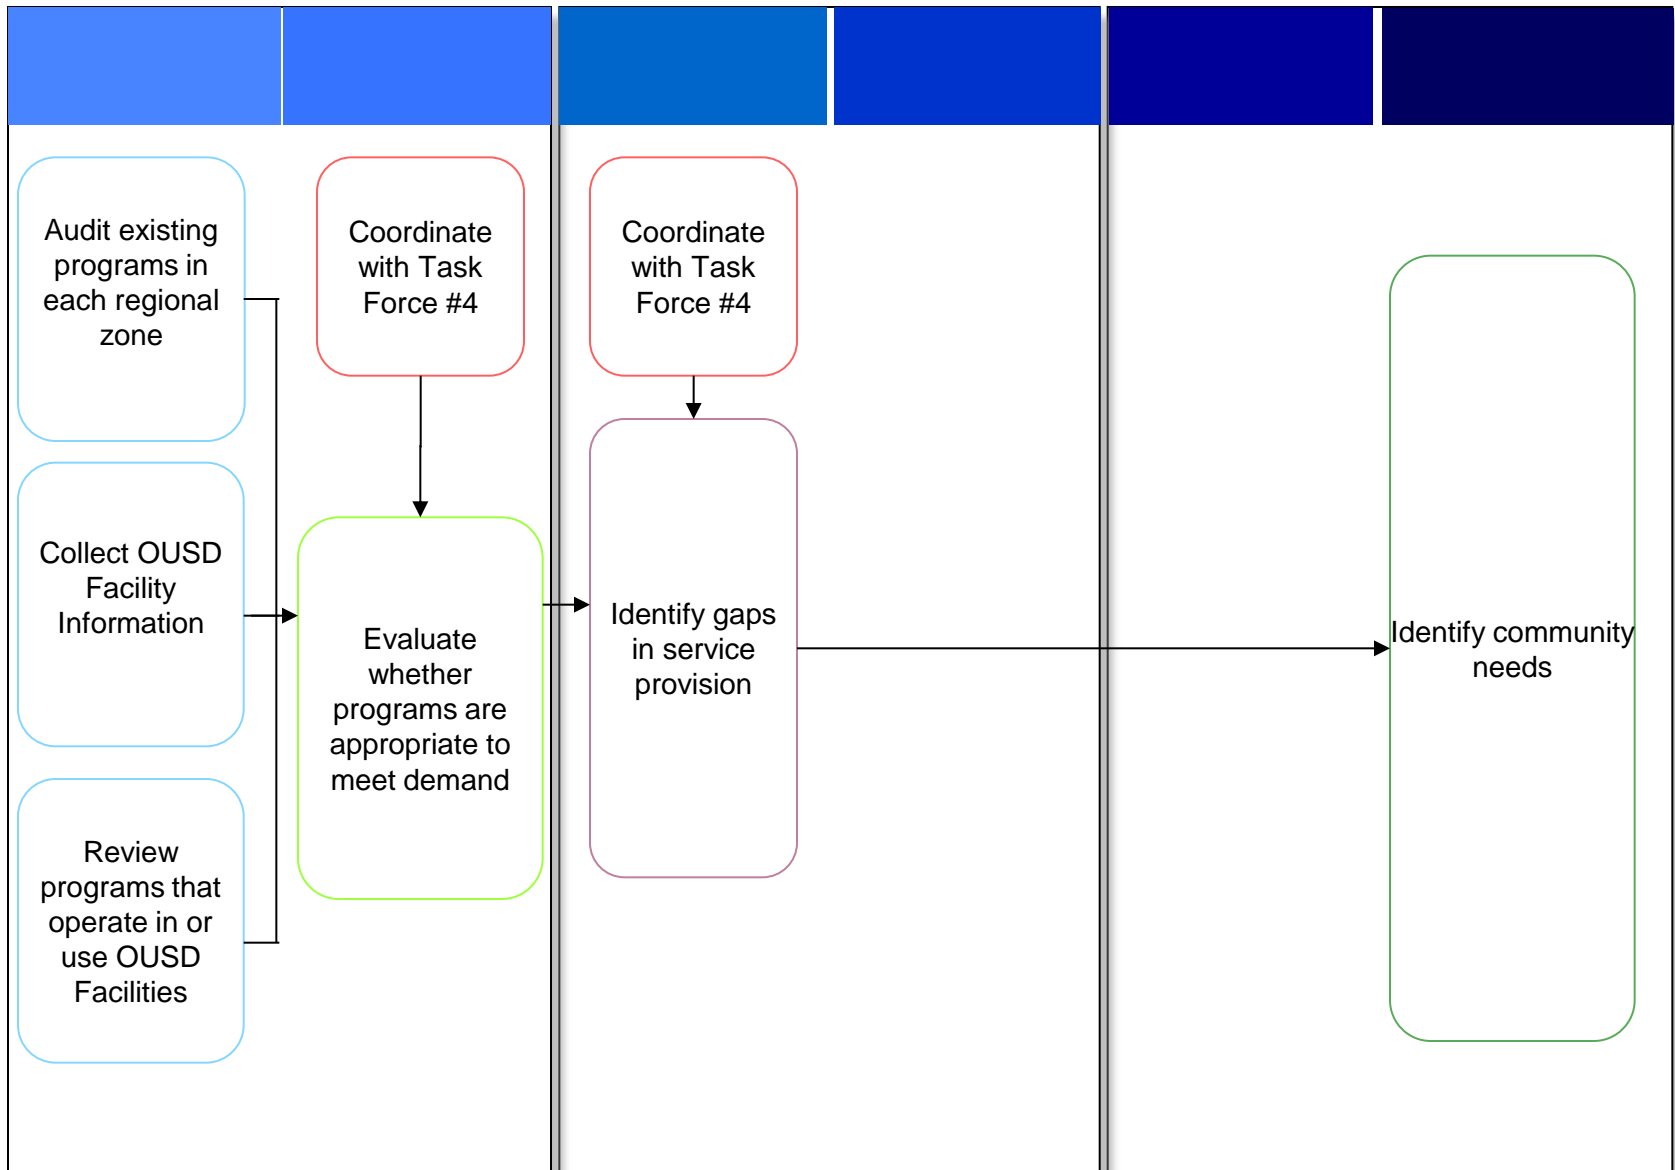 Audit existing
programs in
each regional
zone
Collect OUSD
Facility
Information
Review
programs that
operate in or
use OUSD
Facilities
Coordinate
with Task
Force #4
Evaluate
whether
programs are
appropriate to
meet demand
Coordinate
with Task
Force #4
Identify gaps
in service
provision
Identify community
needs